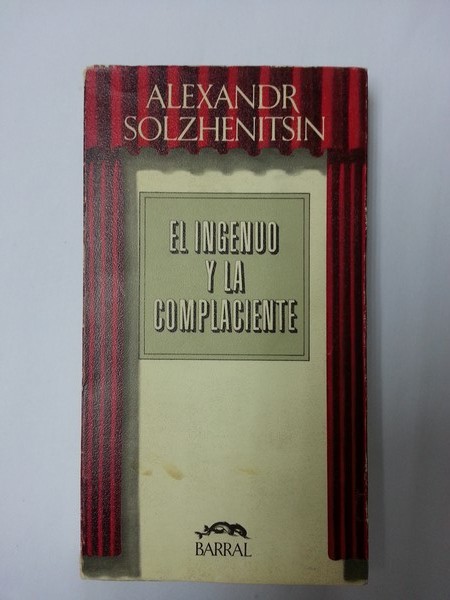 ALEXANDR
SOLZHENITSIN
EL INGENUO
Y LA
COMPLACIENTE
BARRAL